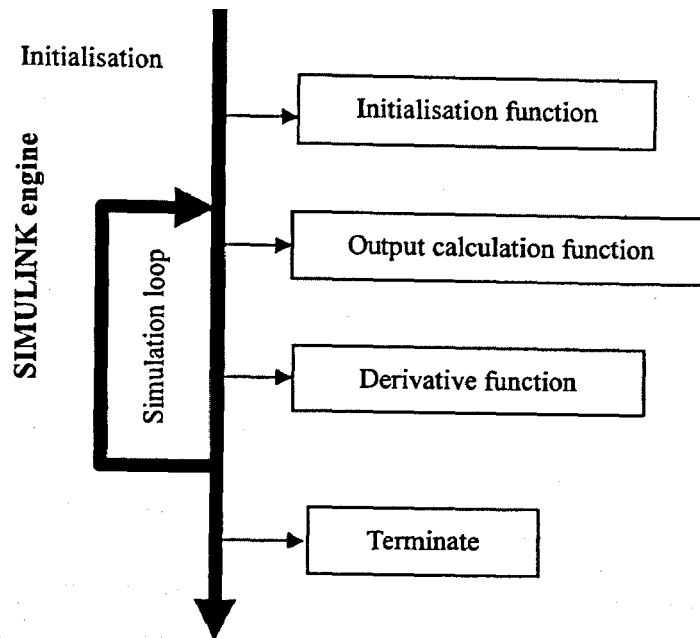 Initialisation
Initialisation function
SIMULINK engine
Simulation loop
Output calculation function
Derivative function
Terminate